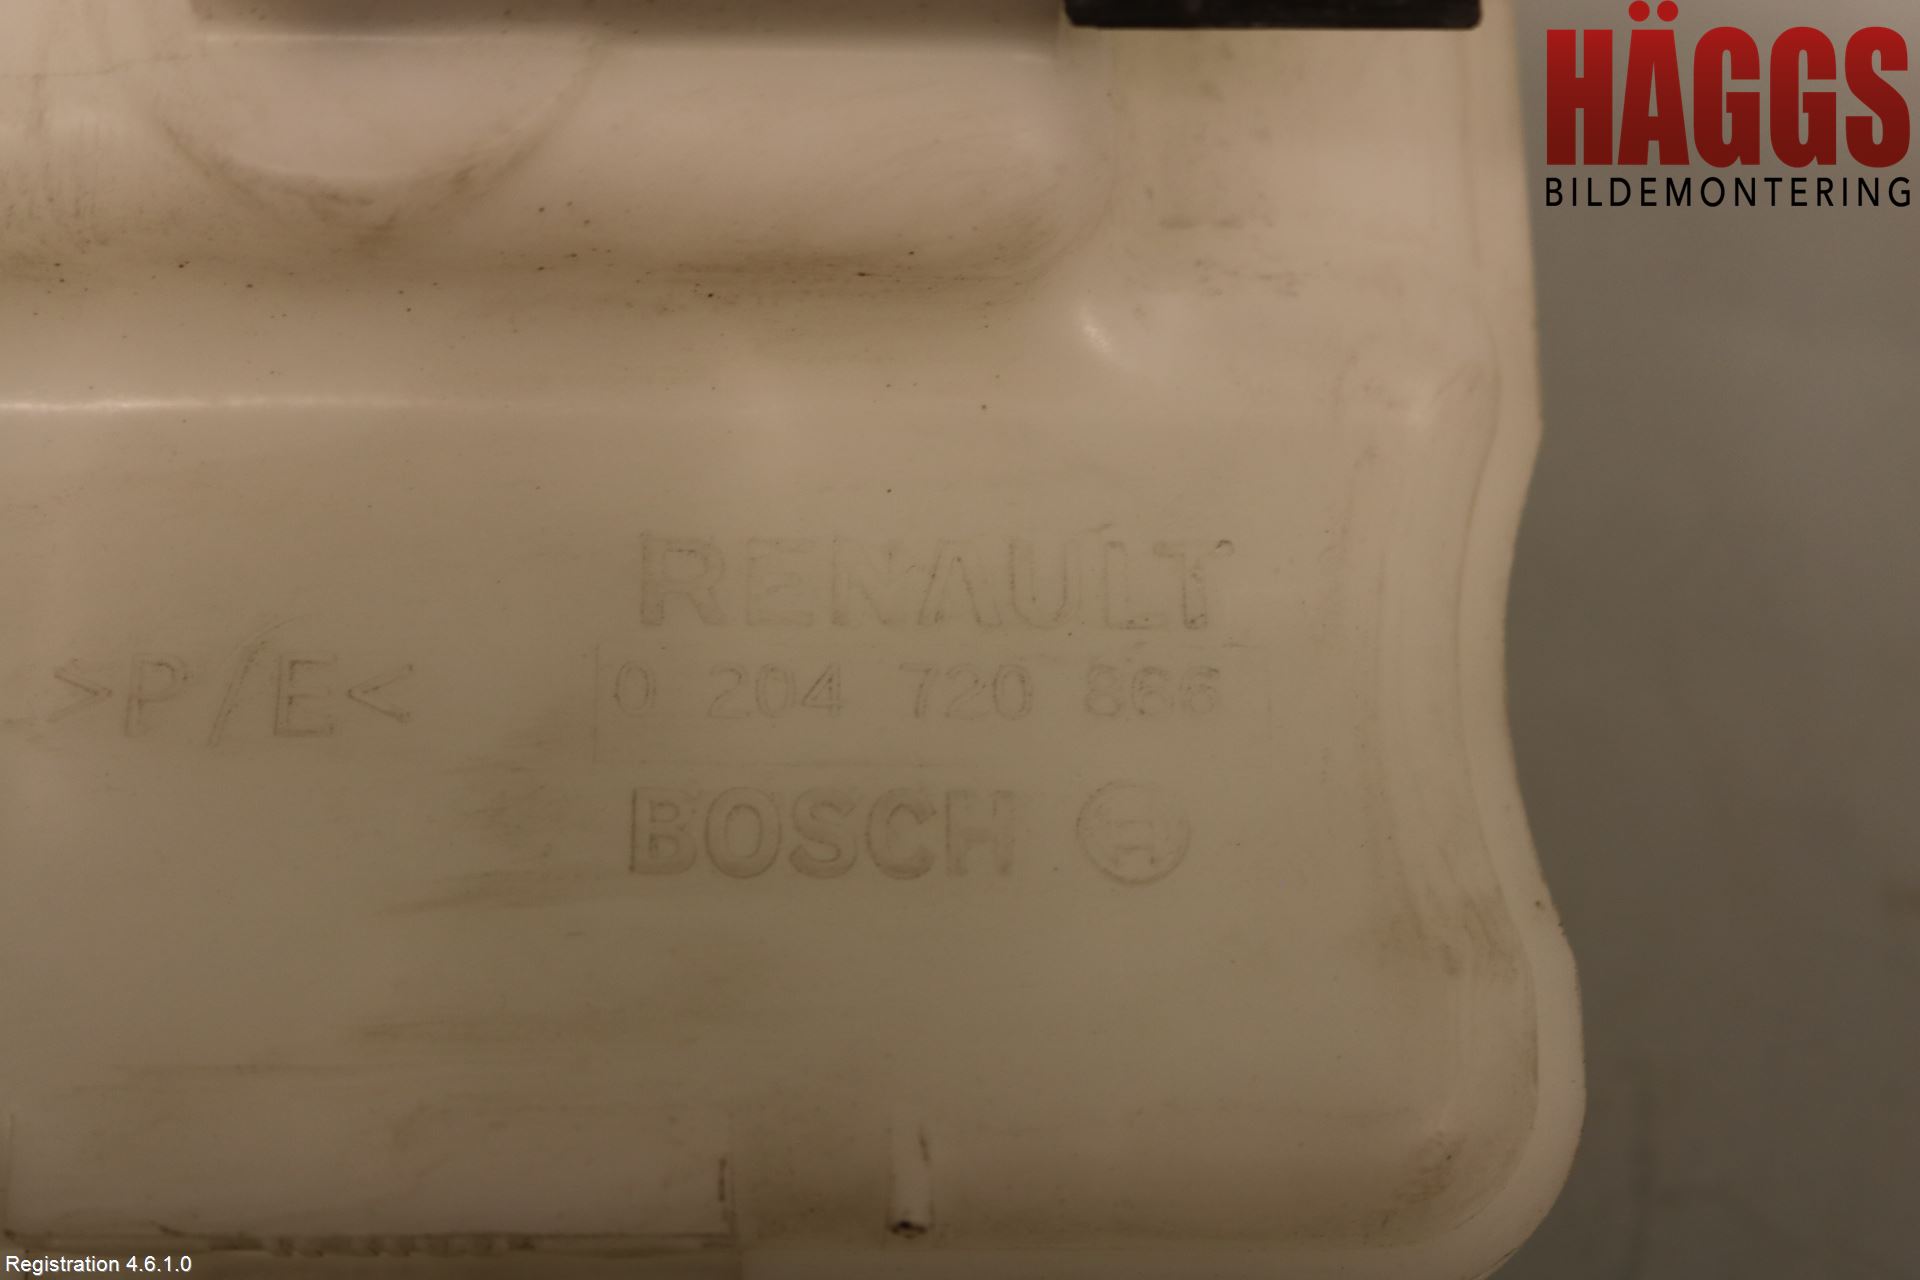 HÄGGS
BILDEMONTERING
RENAULT
>P/E<
0 204 720 866
BOSCH
Registration 4.6.1.0